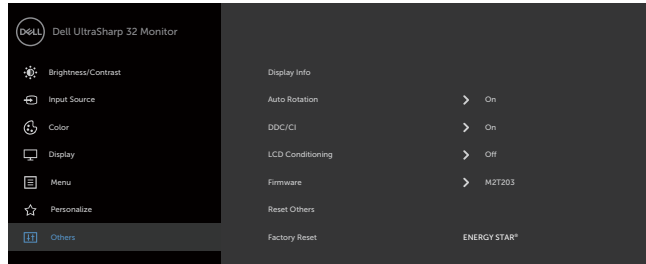 DELL Dell UltraSharp 32 Monitor
Brightness/Contrast
Input Source
Color
Display
Menu
Personalize
Others
Display Info
Auto Rotation On
DDC/CI On
LCD Conditioning Off
Firmware M2T203
Reset Others
Factory Reset ENERGY STAR®